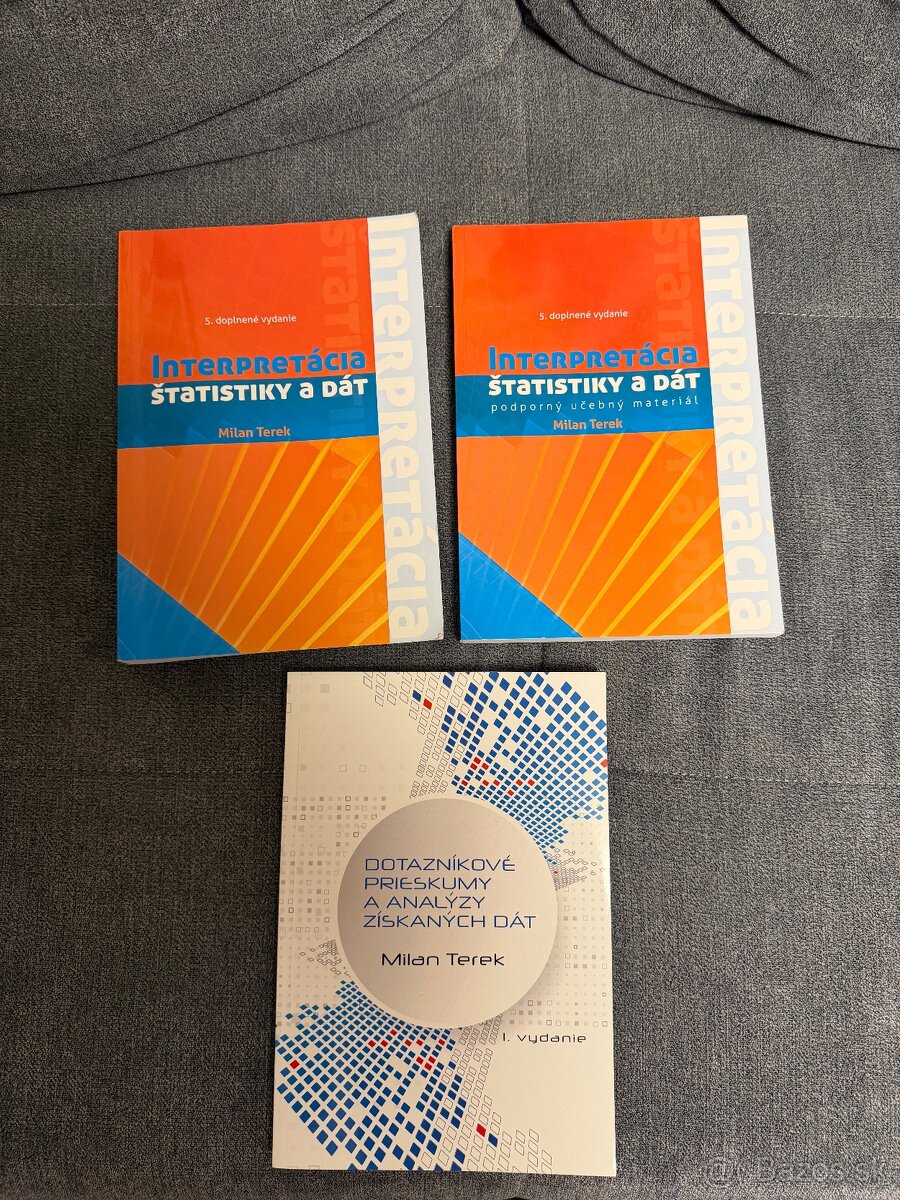 5. doplnené vydanie
Interpretácia
štatistiky a dát
Milan Terek
Interpretácia
5. doplnené vydanie
Interpretácia
štatistiky a dát
podporný učebný materiál
Milan Terek
Interpretácia
DOTAZNÍKOVÉ
PRIESKUMY
A ANALÝZY
ZÍSKANÝCH DÁT
Milan Terek
1. vydanie